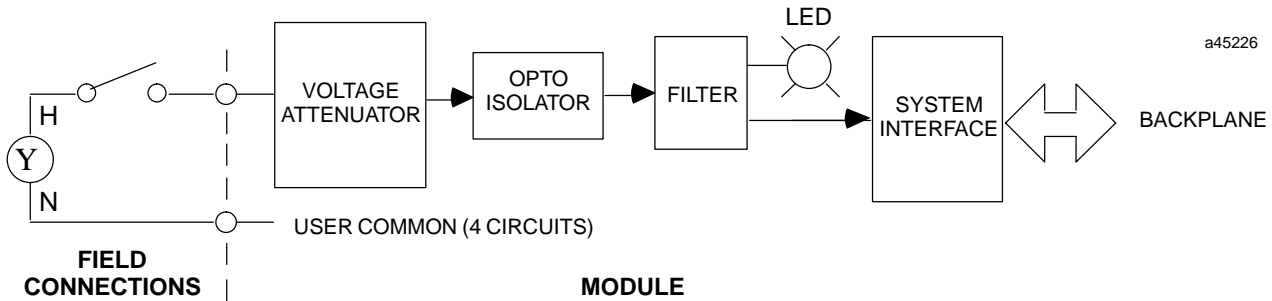 LED
a45226
H
Y
N
VOLTAGE
ATTENUATOR
OPTO
ISOLATOR
FILTER
SYSTEM
INTERFACE
BACKPLANE
USER COMMON (4 CIRCUITS)
FIELD
CONNECTIONS
MODULE